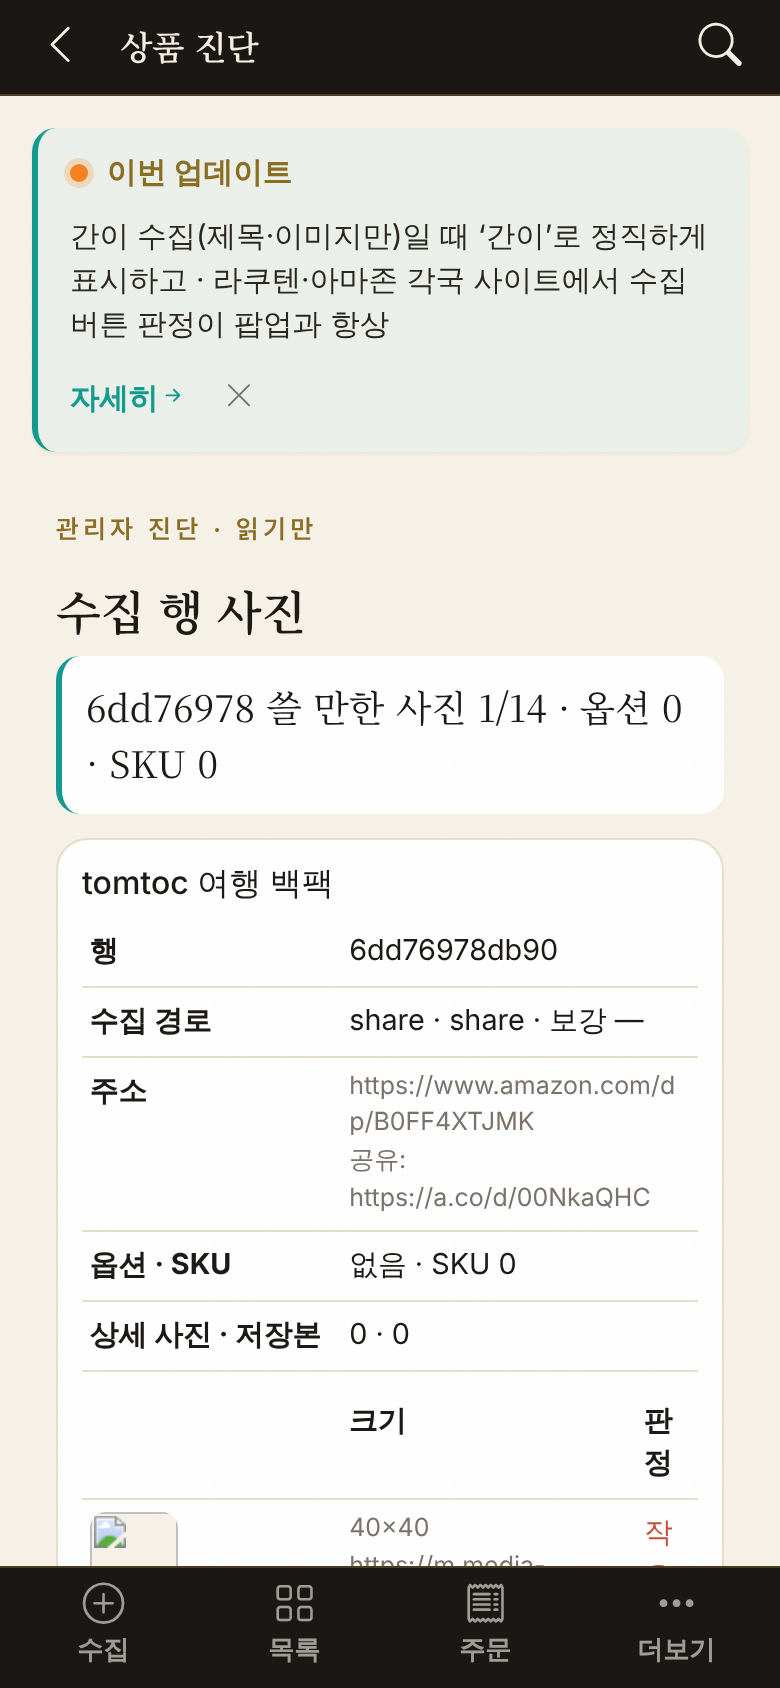 상품 진단
이번 업데이트
간이 수집(제목·이미지만)일 때 ‘간이’로 정직하게
표시하고 · 라쿠텐·아마존 각국 사이트에서 수집
버튼 판정이 팝업과 항상
자세히 →
관리자 진단 · 읽기만
수집 행 사진
6dd76978 쓸 만한 사진 1/14 · 옵션 0
· SKU 0
tomtoc 여행 백팩
행 6dd76978db90
수집 경로 share · share · 보강 —
주소 https://www.amazon.com/d
p/B0FF4XTJMK
공유:
https://a.co/d/00NkaQHC
옵션 · SKU 없음 · SKU 0
상세 사진 · 저장본 0 · 0
크기 판
정
40×40 작
https://m.media-
수집 목록 주문 더보기